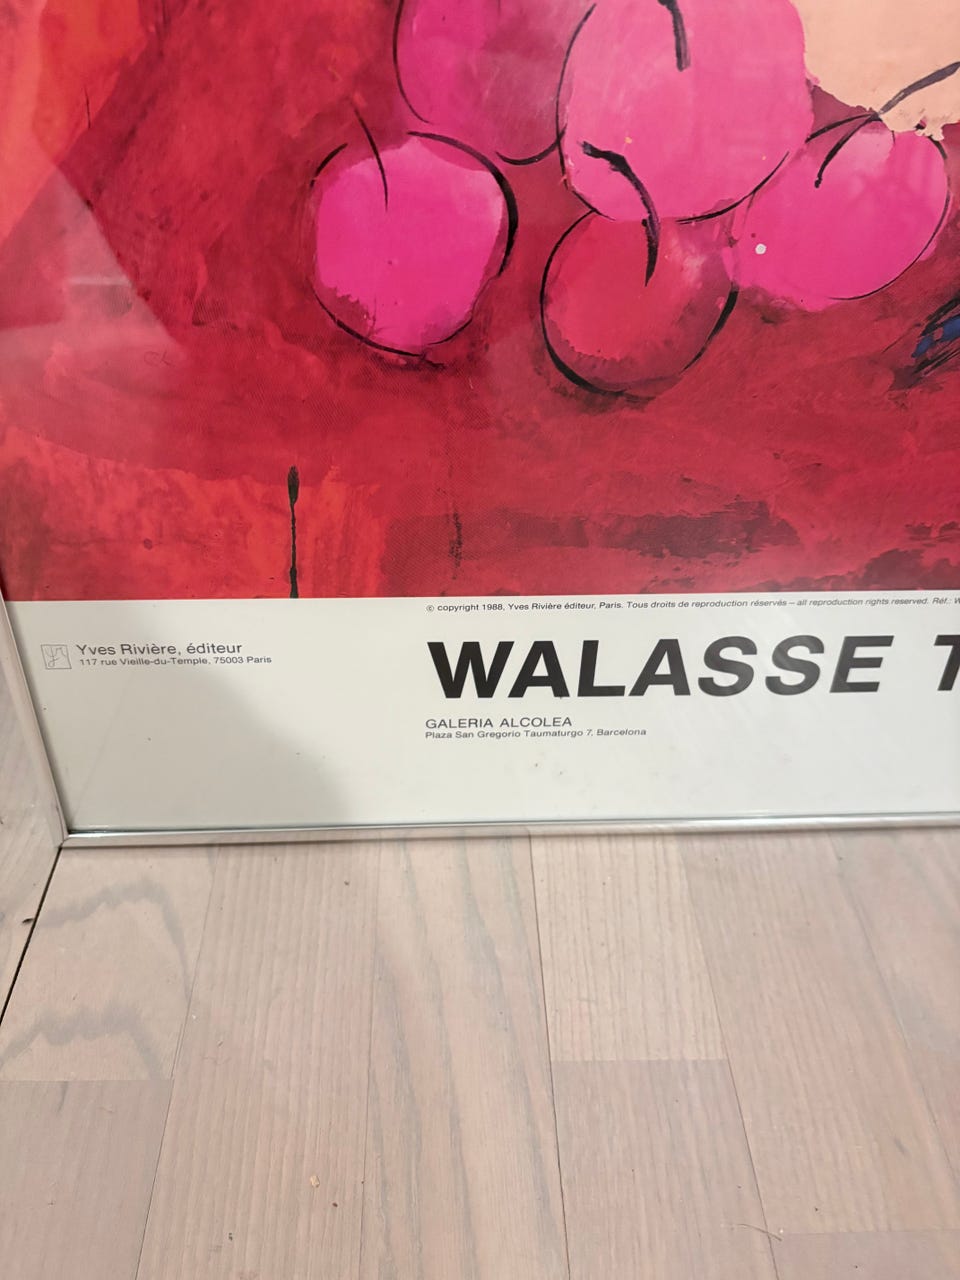 © copyright 1988, Yves Rivière éditeur, Paris. Tous droits de reproduction réservés – all reproduction rights reserved. Réf.: W
Yves Rivière, éditeur
117 rue Vieille-du-Temple, 75003 Paris
WALASSE T
GALERIA ALCOLEA
Plaza San Gregorio Taumaturgo 7, Barcelona